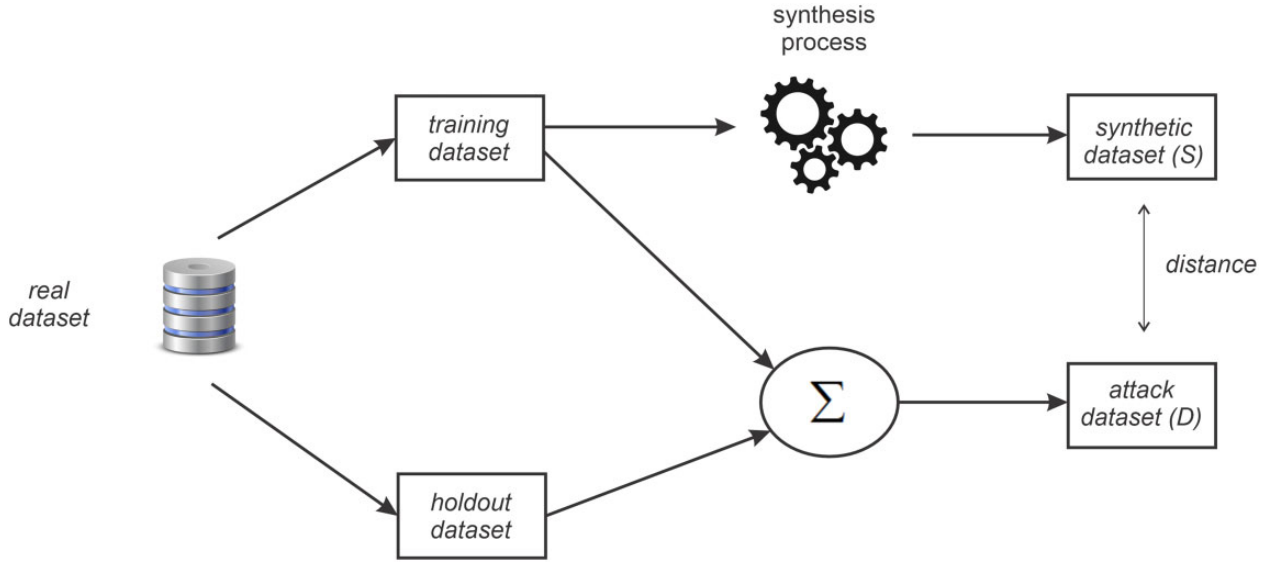 synthesis
process
training
dataset
synthetic
dataset (S)
real
dataset
distance
Σ
attack
dataset (D)
holdout
dataset